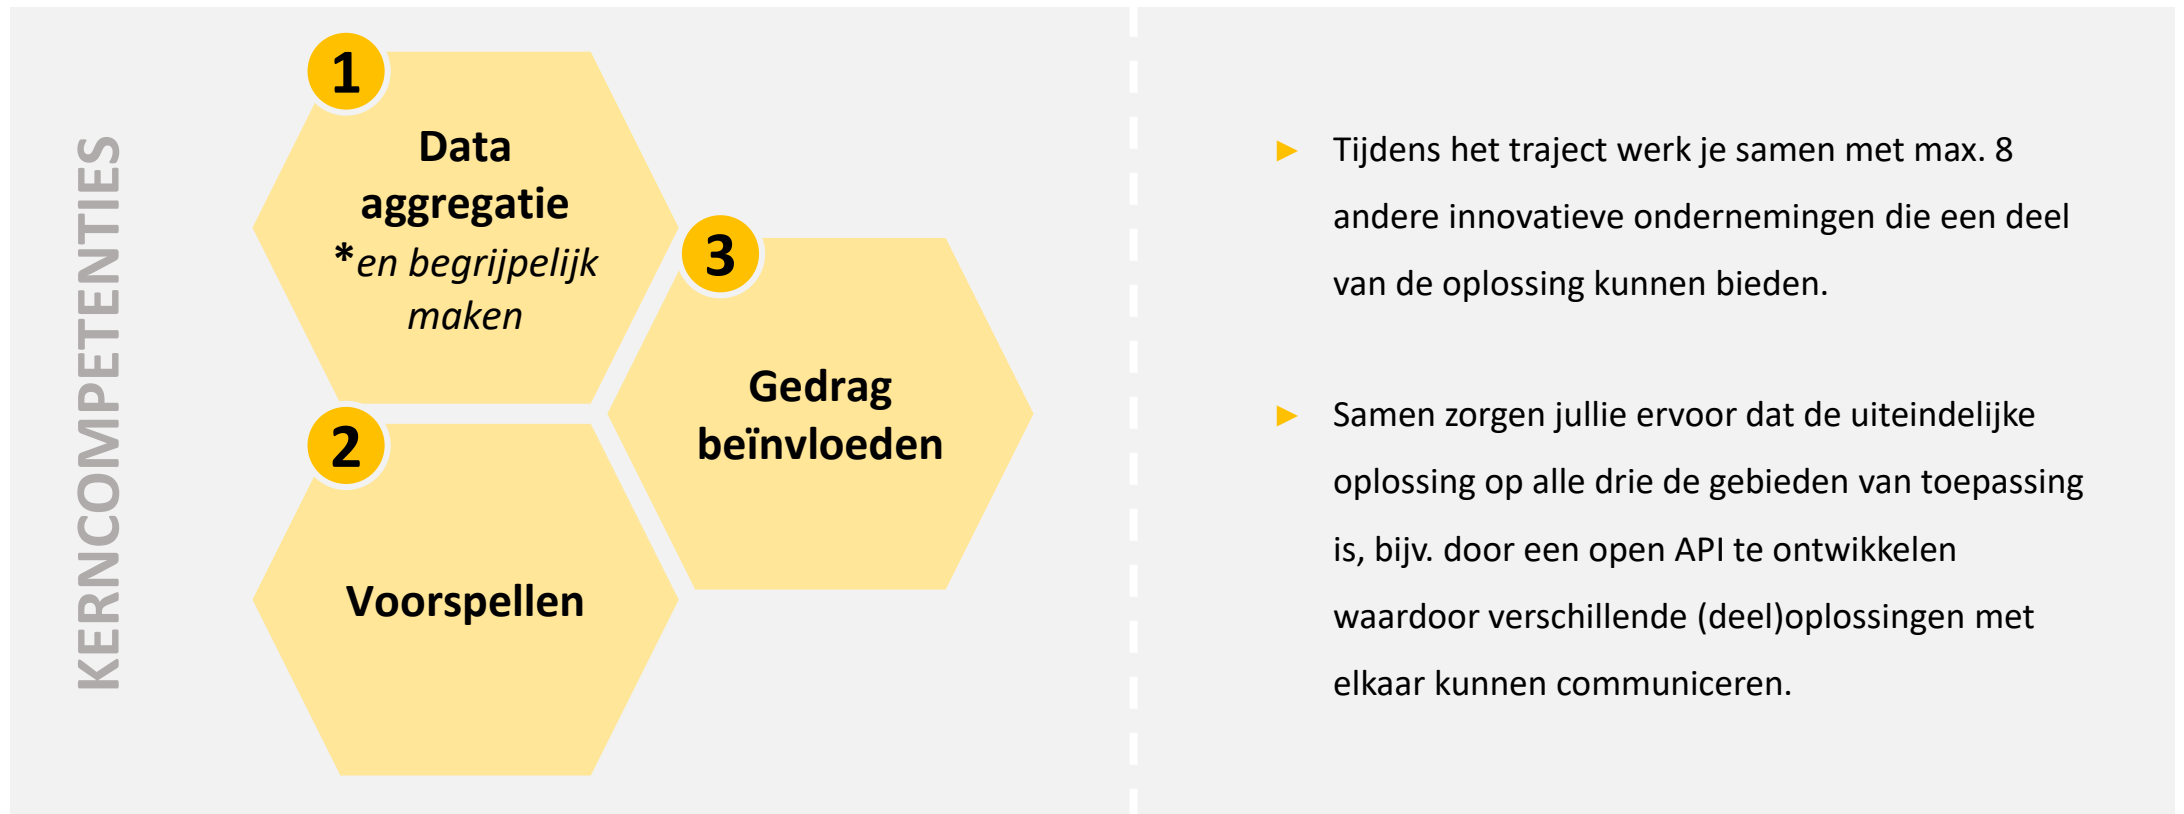 KERNCOMPETENTIES
1
Data
aggregatie
*en begrijpelijk
maken
2
Voorspellen
3
Gedrag
beïnvloeden
► Tijdens het traject werk je samen met max. 8
andere innovatieve ondernemingen die een deel
van de oplossing kunnen bieden.
► Samen zorgen jullie ervoor dat de uiteindelijke
oplossing op alle drie de gebieden van toepassing
is, bijv. door een open API te ontwikkelen
waardoor verschillende (deel)oplossingen met
elkaar kunnen communiceren.